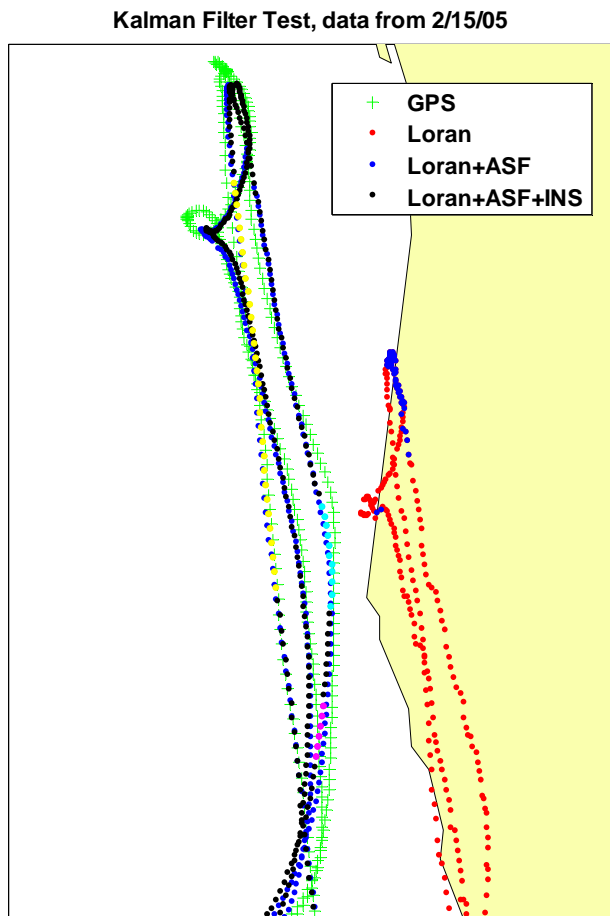 Kalman Filter Test, data from 2/15/05
GPS
Loran
Loran+ASF
Loran+ASF+INS